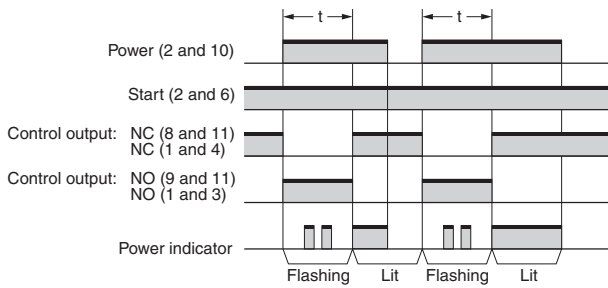 t
t
Power (2 and 10)
Start (2 and 6)
Control output: NC (8 and 11)
NC (1 and 4)
Control output: NO (9 and 11)
NO (1 and 3)
Power indicator
Flashing Lit Flashing Lit